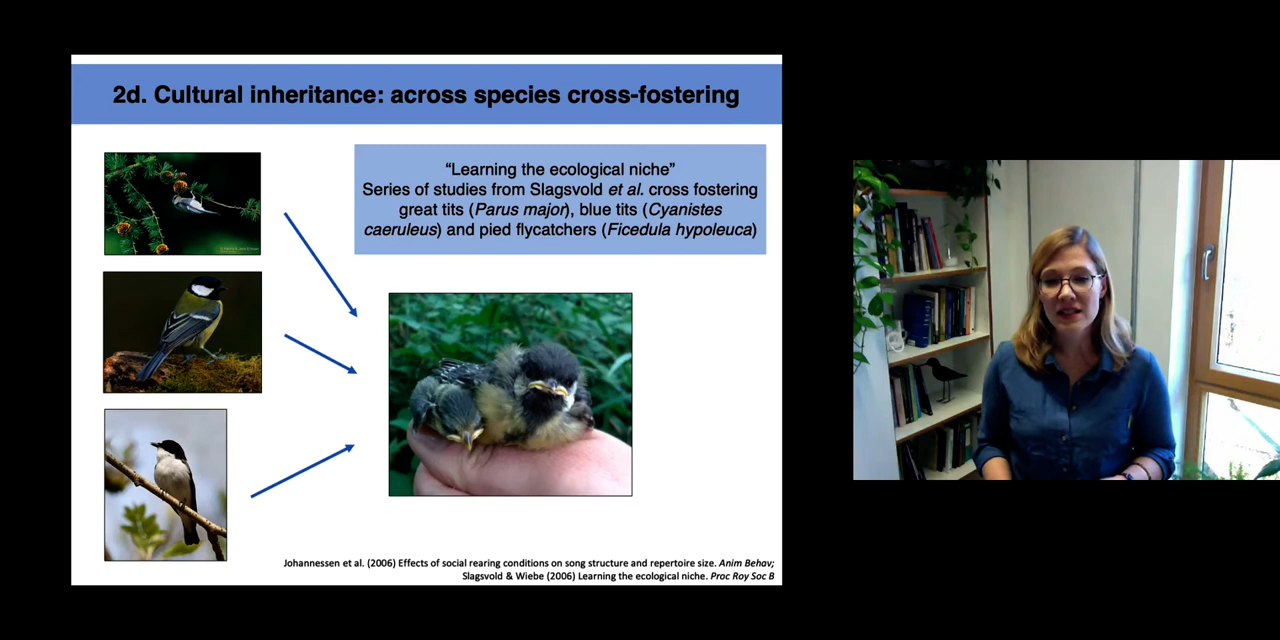 2d. Cultural inheritance: across species cross-fostering
“Learning the ecological niche”
Series of studies from Slagsvold et al. cross fostering
great tits (Parus major), blue tits (Cyanistes
caeruleus) and pied flycatchers (Ficedula hypoleuca)
Johannessen et al. (2006) Effects of social rearing conditions on song structure and repertoire size. Anim Behav;
Slagsvold & Wiebe (2006) Learning the ecological niche. Proc Roy Soc B